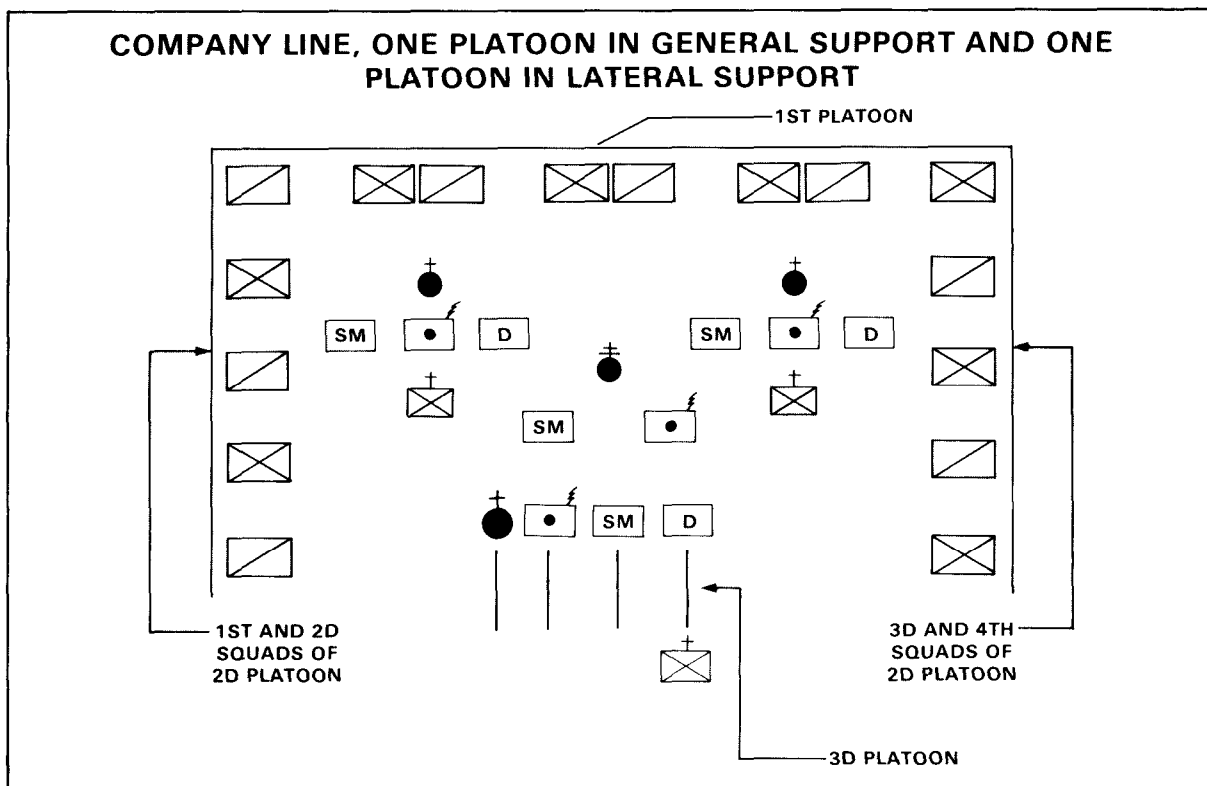 COMPANY LINE, ONE PLATOON IN GENERAL SUPPORT AND ONE
PLATOON IN LATERAL SUPPORT
1ST PLATOON
SM
D
SM
D
SM
SM
D
1ST AND 2D
SQUADS OF
2D PLATOON
3D AND 4TH
SQUADS OF
2D PLATOON
3D PLATOON